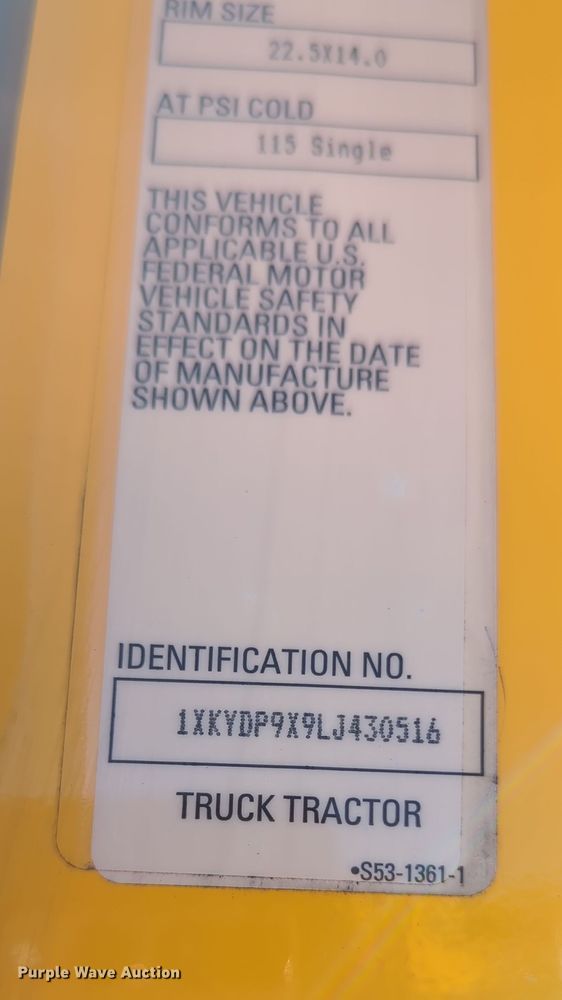 RIM SIZE
22.5X14.0
AT PSI COLD
115 Single
THIS VEHICLE
CONFORMS TO ALL
APPLICABLE U.S.
FEDERAL MOTOR
VEHICLE SAFETY
STANDARDS IN
EFFECT ON THE DATE
OF MANUFACTURE
SHOWN ABOVE.
IDENTIFICATION NO.
1XKYDP9X9LJ430516
TRUCK TRACTOR
•S53-1361-1
Purple Wave Auction